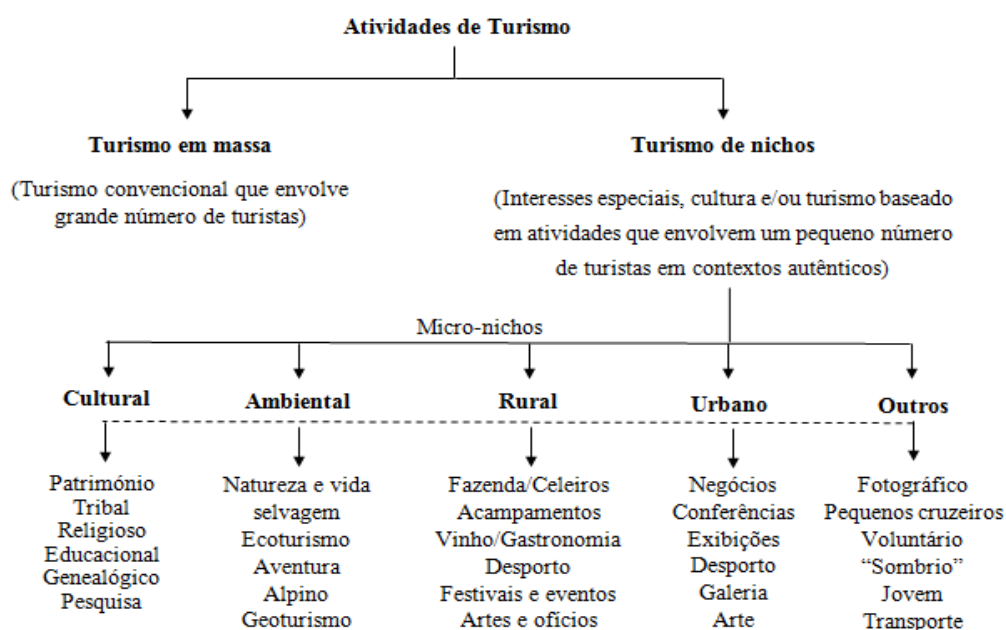 Atividades de Turismo
Turismo em massa
(Turismo convencional que envolve
grande número de turistas)
Turismo de nichos
(Interesses especiais, cultura e/ou turismo baseado
em atividades que envolvem um pequeno número
de turistas em contextos autênticos)
Micro-nichos
Cultural
Património
Tribal
Religioso
Educacional
Genealógico
Pesquisa
Ambiental
Natureza e vida
selvagem
Ecoturismo
Aventura
Alpino
Geoturismo
Rural
Fazenda/Celeiros
Acampamentos
Vinho/Gastronomia
Desporto
Festivais e eventos
Artes e ofícios
Urbano
Negócios
Conferências
Exibições
Desporto
Galeria
Arte
Outros
Fotográfico
Pequenos cruzeiros
Voluntário
“Sombrio”
Jovem
Transporte